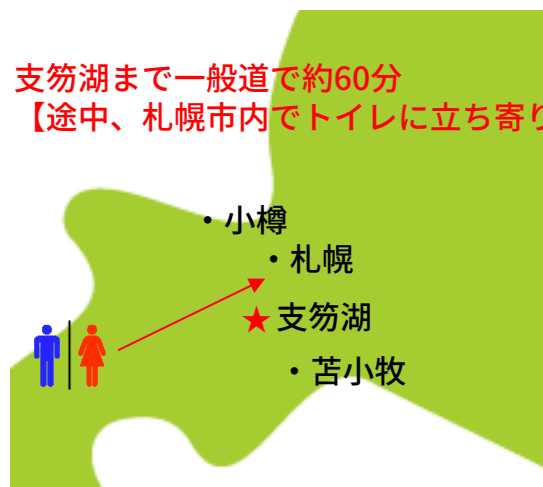 支笏湖まで一般道で約60分
【途中、札幌市内でトイレに立ち寄り
・小樽
・札幌
★支笏湖
・苫小牧